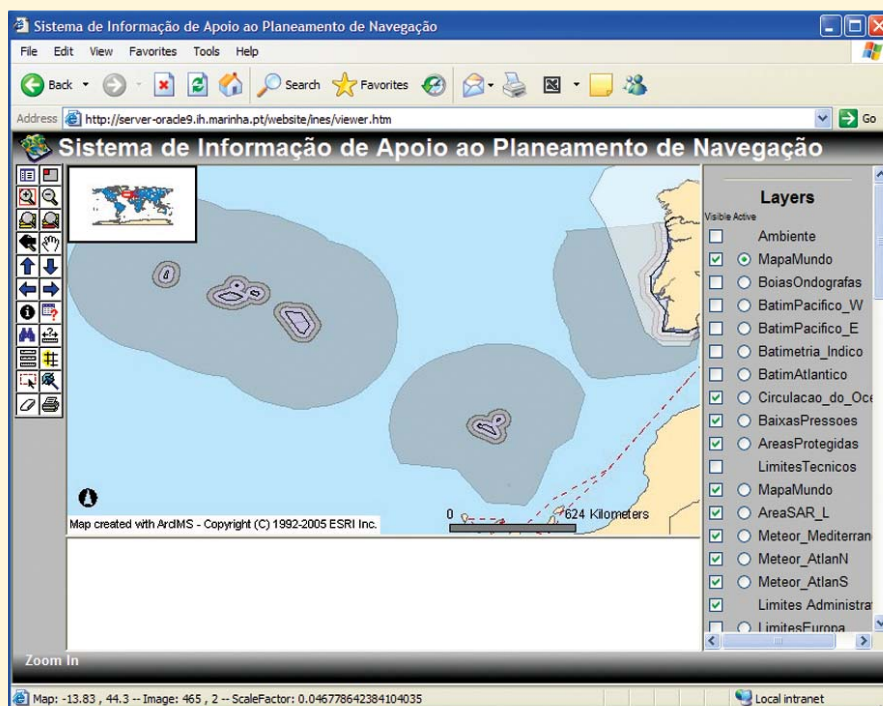 Sistema de Informação de Apoio ao Planeamento de Navegação
File Edit View Favorites Tools Help
Back Search Favorites
Address http://server-oracle9.ih.marinha.pt/website/ines/viewer.htm Go
Sistema de Informação de Apoio ao Planeamento de Navegação
Layers
Visible Active
Ambiente
MapaMundo
BoiasOndografas
BatimPacifico_W
BatimPacifico_E
Batimetria_Indico
BatimAtlantico
Circulacao_do_Oce
BaixasPressoes
AreasProtegidas
LimitesTecnicos
MapaMundo
AreaSAR_L
Meteor_Mediterran
Meteor_AtlanN
Meteor_AtlanS
Limites Administra
LimitesEuropa
0 624 Kilometers
Map created with ArcIMS - Copyright (C) 1992-2005 ESRI Inc.
Zoom In
Map: -13.83 , 44.3 -- Image: 465 , 2 -- ScaleFactor: 0.046778642384104035 Local intranet